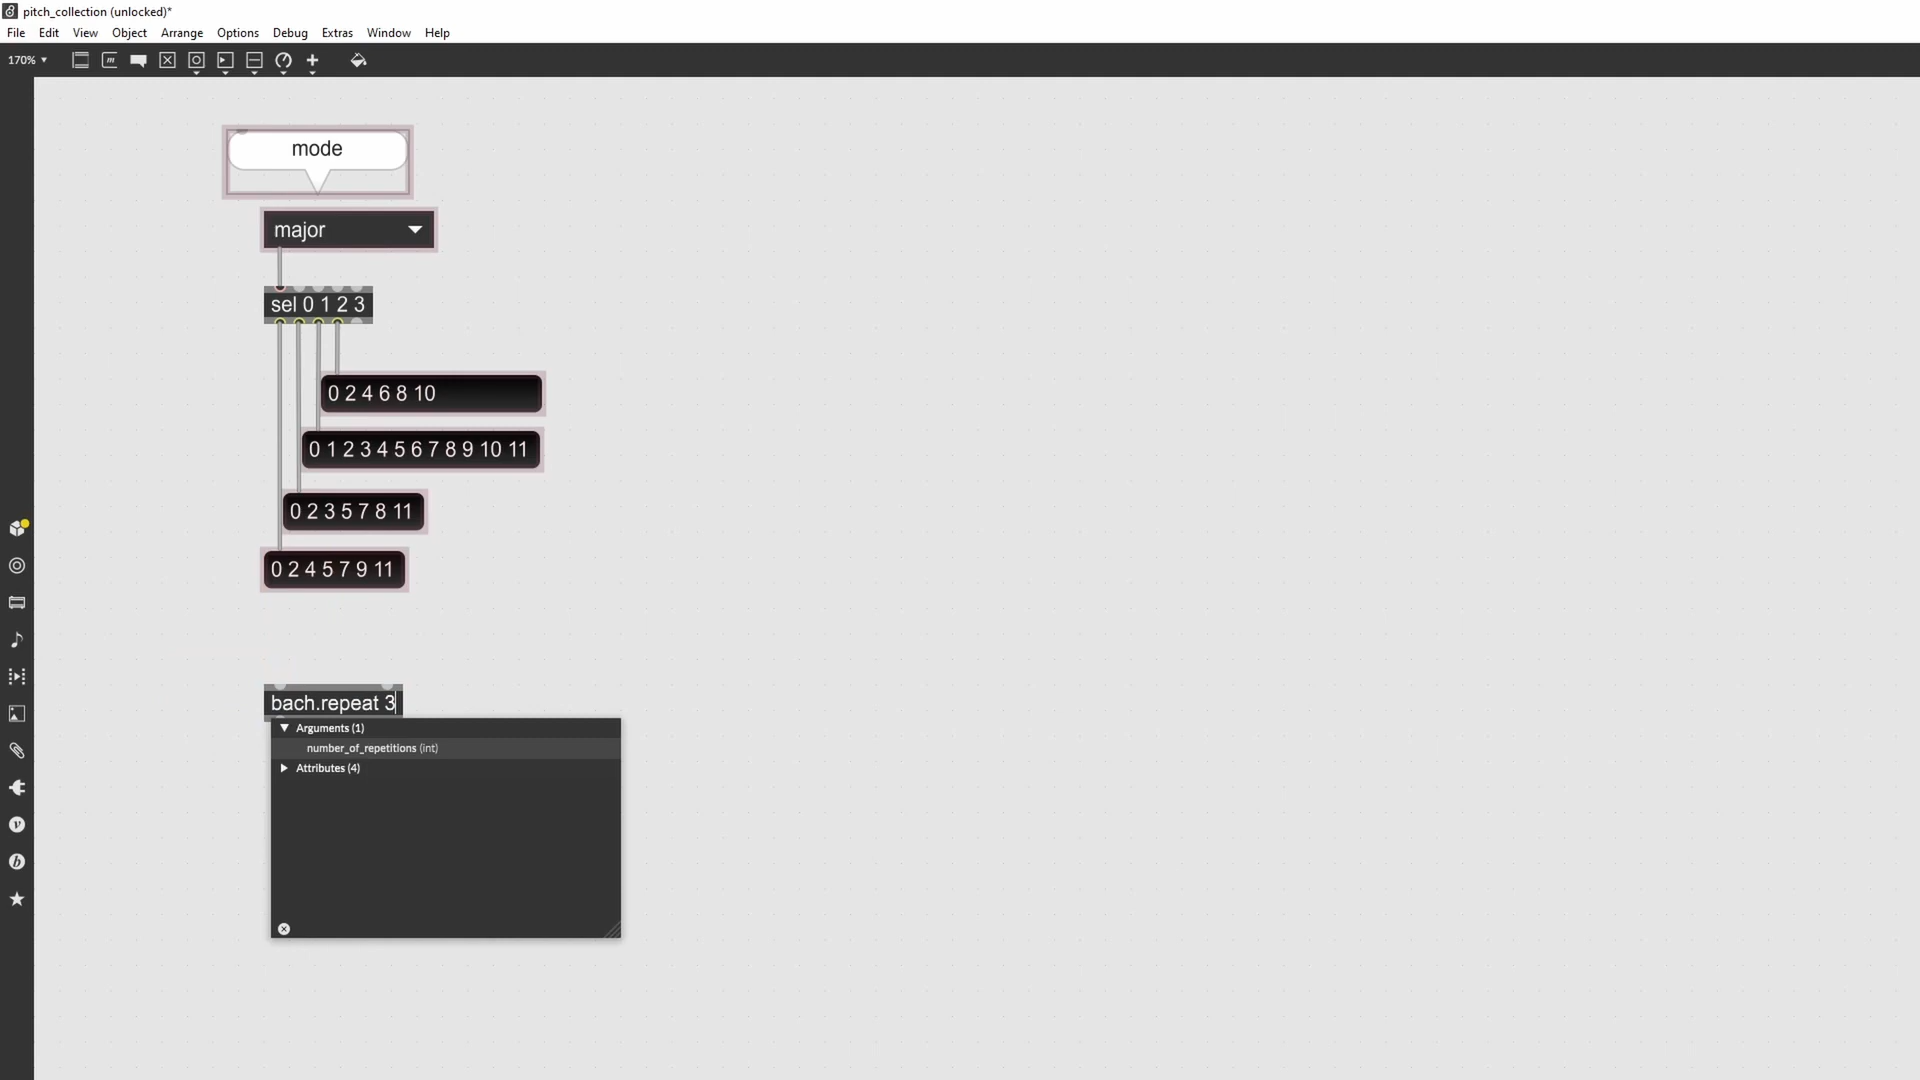 pitch_collection (unlocked)*
File Edit View Object Arrange Options Debug Extras Window Help
170%
mode
major
sel 0 1 2 3
0 2 4 6 8 10
0 1 2 3 4 5 6 7 8 9 10 11
0 2 3 5 7 8 11
0 2 4 5 7 9 11
bach.repeat 3
Arguments (1)
number_of_repetitions (int)
Attributes (4)